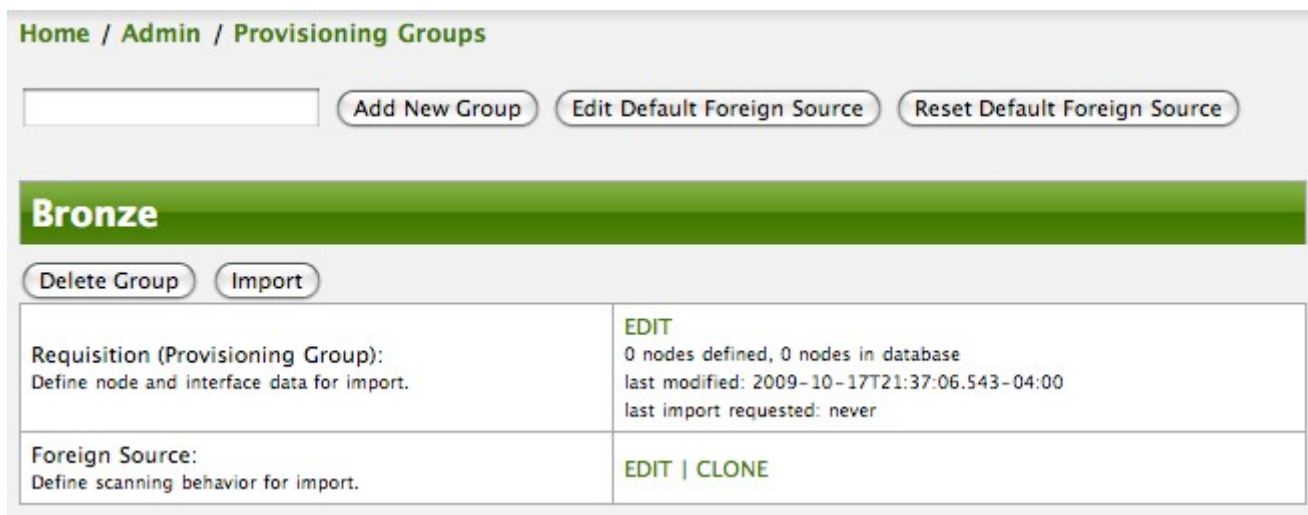 Home / Admin / Provisioning Groups
Add New Group Edit Default Foreign Source Reset Default Foreign Source
Bronze
Delete Group Import
Requisition (Provisioning Group):
Define node and interface data for import.
EDIT
0 nodes defined, 0 nodes in database
last modified: 2009-10-17T21:37:06.543-04:00
last import requested: never
Foreign Source:
Define scanning behavior for import.
EDIT | CLONE